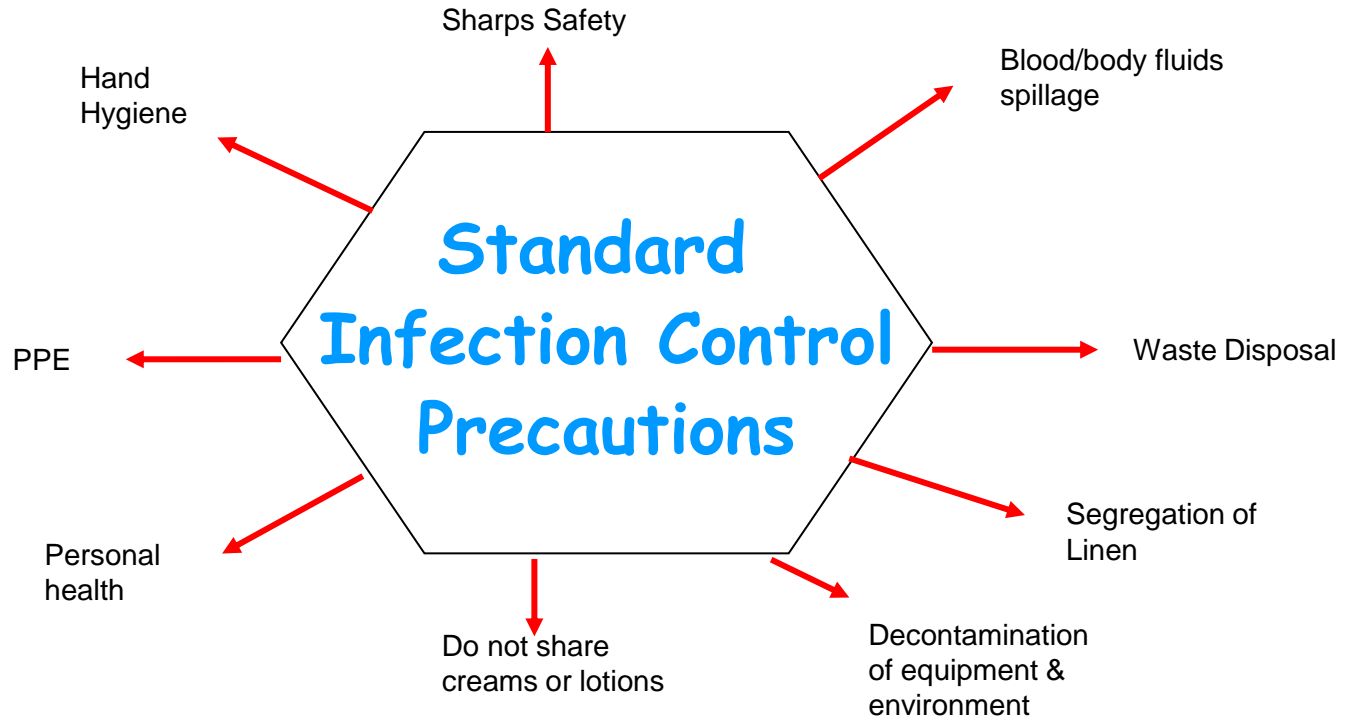 Sharps Safety
Blood/body fluids
spillage
Hand
Hygiene
Standard
Infection Control
Precautions
PPE
Waste Disposal
Segregation of
Linen
Personal
health
Do not share
creams or lotions
Decontamination
of equipment &
environment